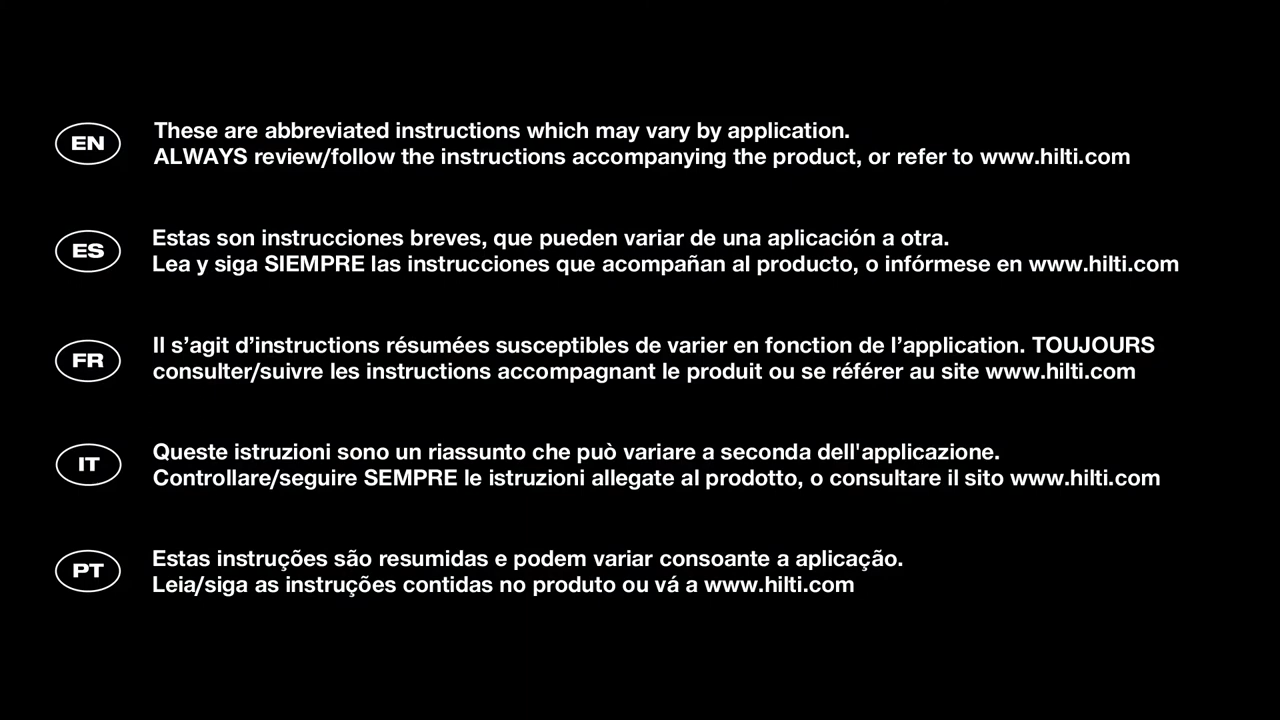 EN
These are abbreviated instructions which may vary by application.
ALWAYS review/follow the instructions accompanying the product, or refer to www.hilti.com
ES
Estas son instrucciones breves, que pueden variar de una aplicación a otra.
Lea y siga SIEMPRE las instrucciones que acompañan al producto, o infórmese en www.hilti.com
FR
Il s’agit d’instructions résumées susceptibles de varier en fonction de l’application. TOUJOURS
consulter/suivre les instructions accompagnant le produit ou se référer au site www.hilti.com
IT
Queste istruzioni sono un riassunto che può variare a seconda dell'applicazione.
Controllare/seguire SEMPRE le istruzioni allegate al prodotto, o consultare il sito www.hilti.com
PT
Estas instruções são resumidas e podem variar consoante a aplicação.
Leia/siga as instruções contidas no produto ou vá a www.hilti.com